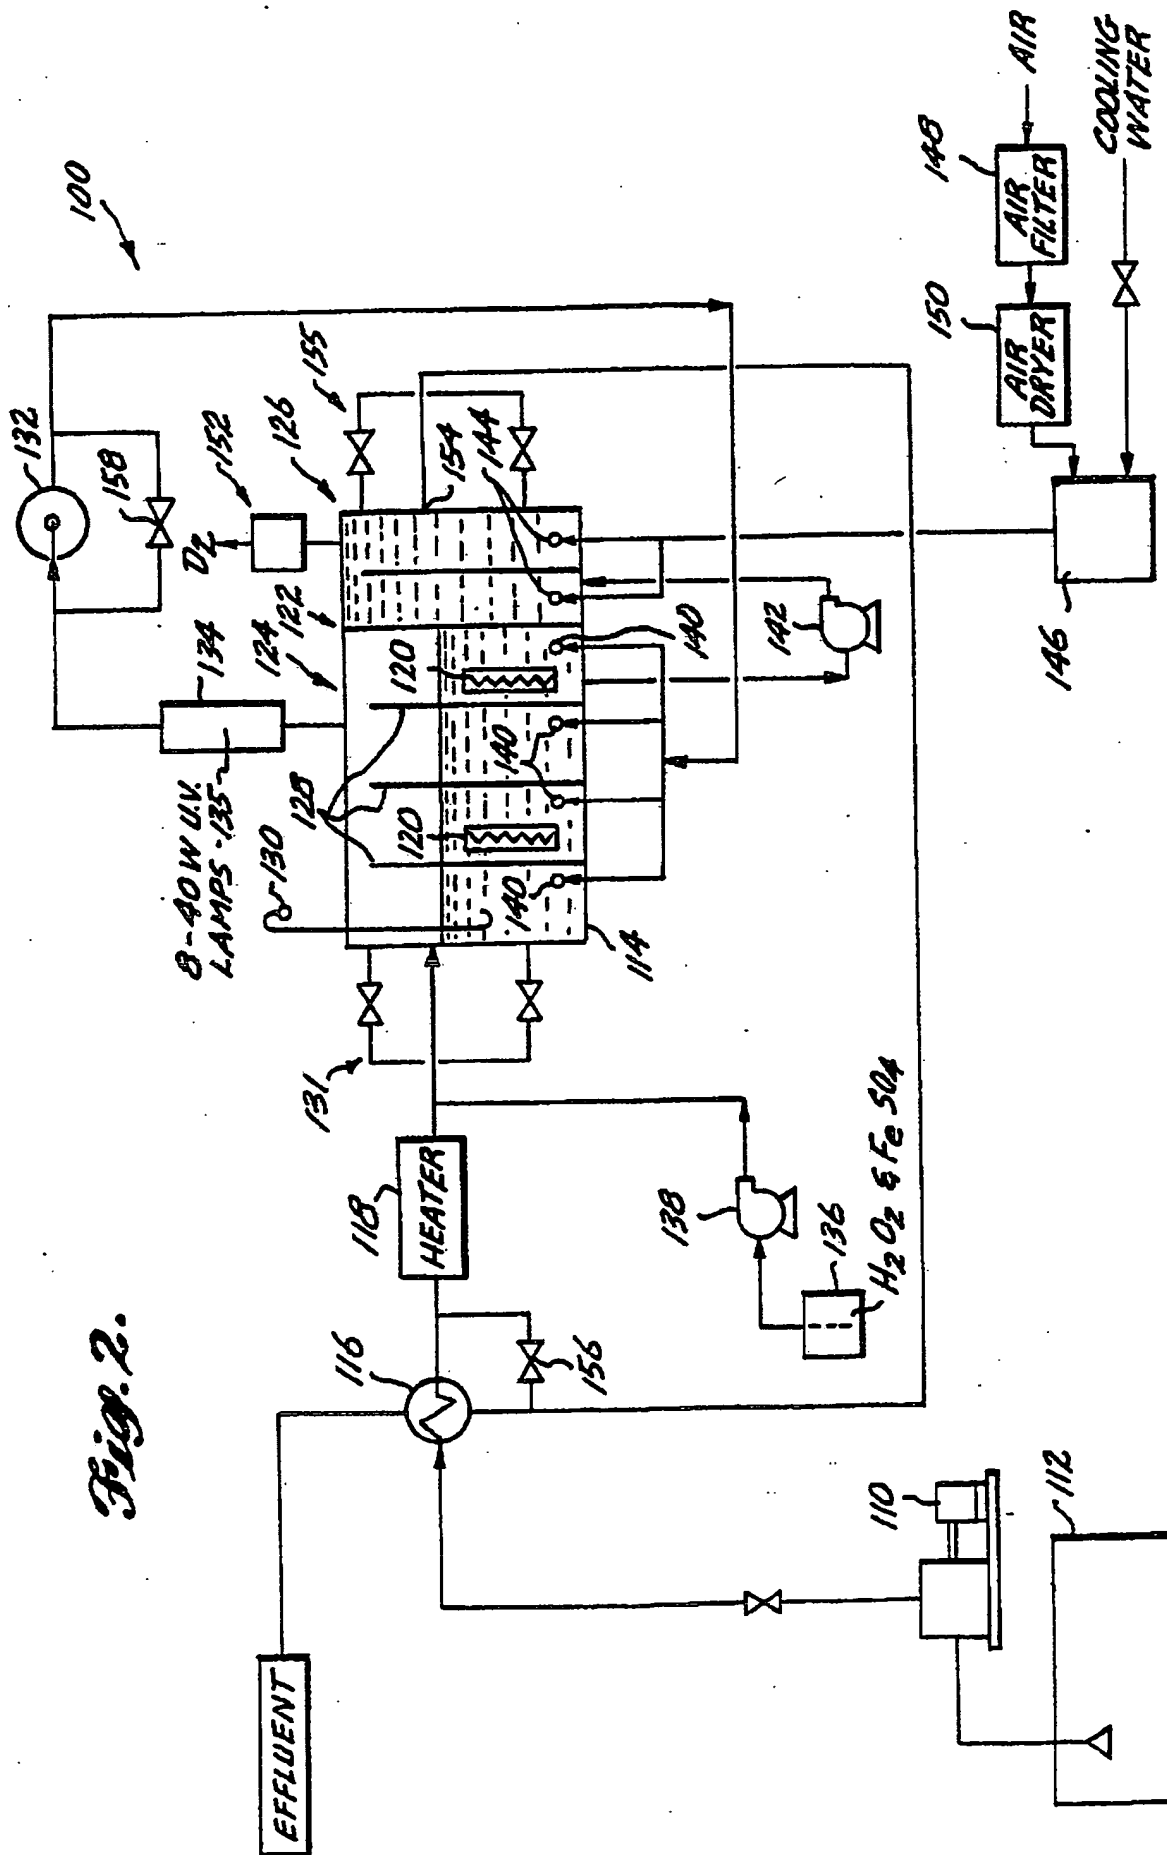 Fig. 2.
100
EFFLUENT
116
118
HEATER
156
131
130
8-40W U.V.
LAMPS-135
134
124
122
132
158
D2
152
126
155
128
120
120
154
144
140
140
140
114
142
138
136
H2O2 & FeSO4
110
112
146
150
AIR
DRYER
148
AIR
FILTER
AIR
COOLING
WATER